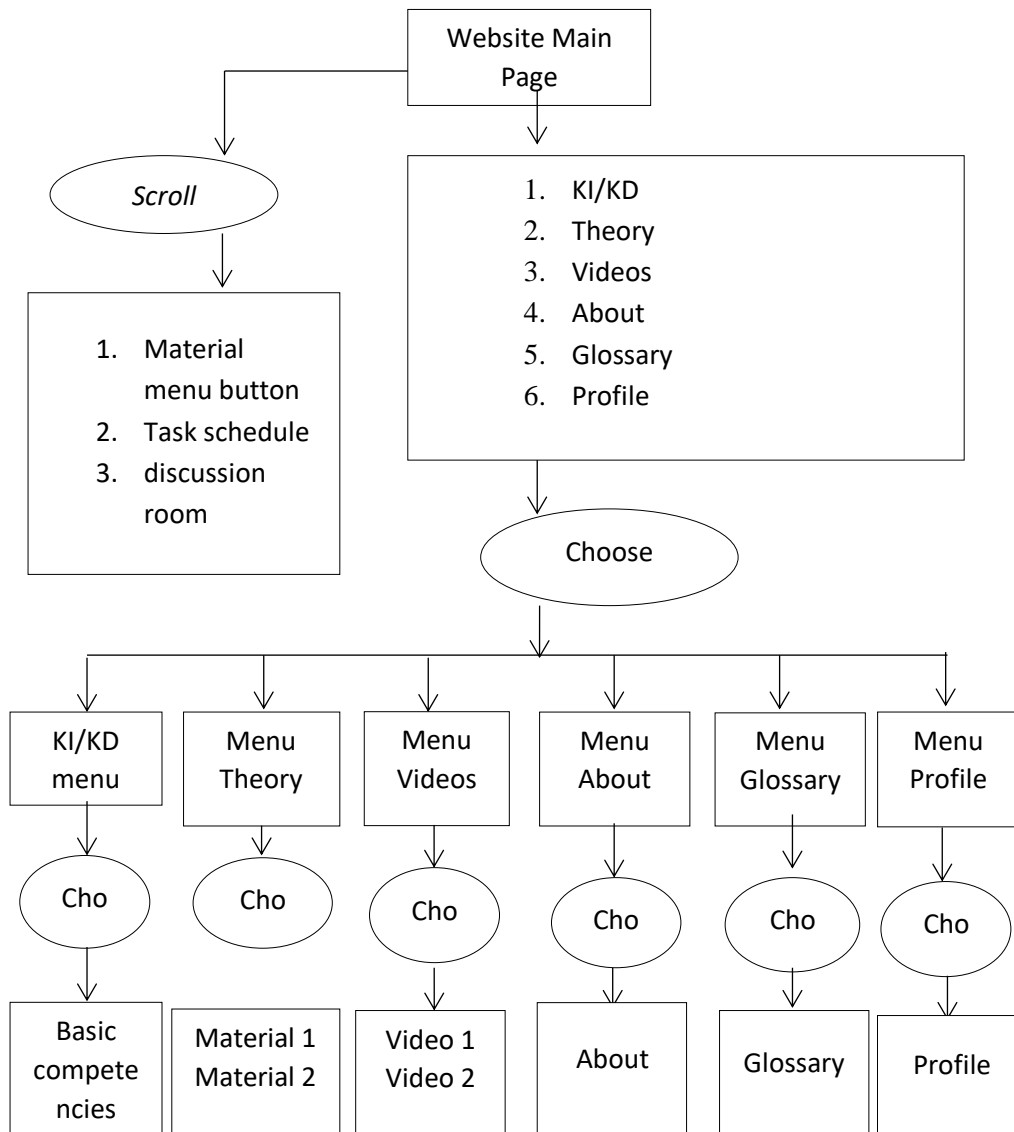 Website Main
Page
Scroll
1. KI/KD
2. Theory
3. Videos
4. About
5. Glossary
6. Profile
1. Material
menu button
2. Task schedule
3. discussion
room
Choose
KI/KD
menu
Menu
Theory
Menu
Videos
Menu
About
Menu
Glossary
Menu
Profile
Cho
Cho
Cho
Cho
Cho
Cho
Basic
compete
ncies
Material 1
Material 2
Video 1
Video 2
About
Glossary
Profile